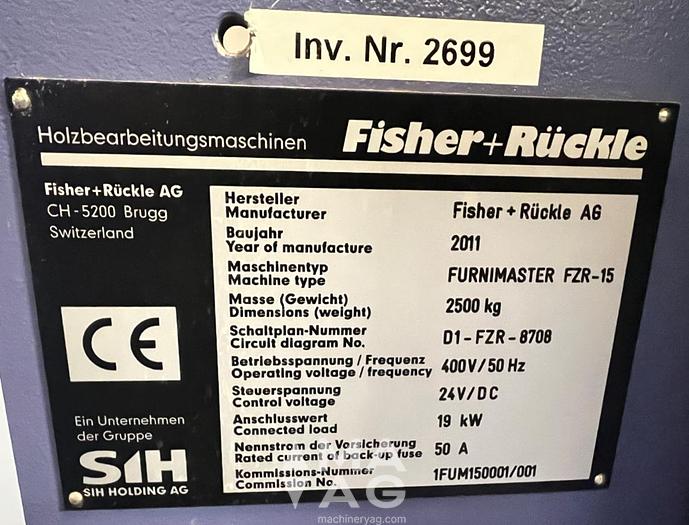 Inv. Nr. 2699
Holzbearbeitungsmaschinen Fisher+Rückle
Fisher+Rückle AG
CH-5200 Brugg
Switzerland
CE
Ein Unternehmen
der Gruppe
SIH
SIH HOLDING AG
Hersteller
Manufacturer Fisher + Rückle AG
Baujahr
Year of manufacture 2011
Maschinentyp
Machine type FURNIMASTER FZR-15
Masse (Gewicht)
Dimensions (weight) 2500 kg
Schaltplan-Nummer
Circuit diagram No. D1-FZR-8708
Betriebsspannung / Frequenz
Operating voltage / frequency 400V/50 Hz
Steuerspannung
Control voltage 24V/DC
Anschlusswert
Connected load 19 kW
Nennstrom der Vorsicherung
Rated current of back-up fuse 50 A
Kommissions-Nummer
Commission No. 1FUM150001/001
MA
YAG
machineryag.com